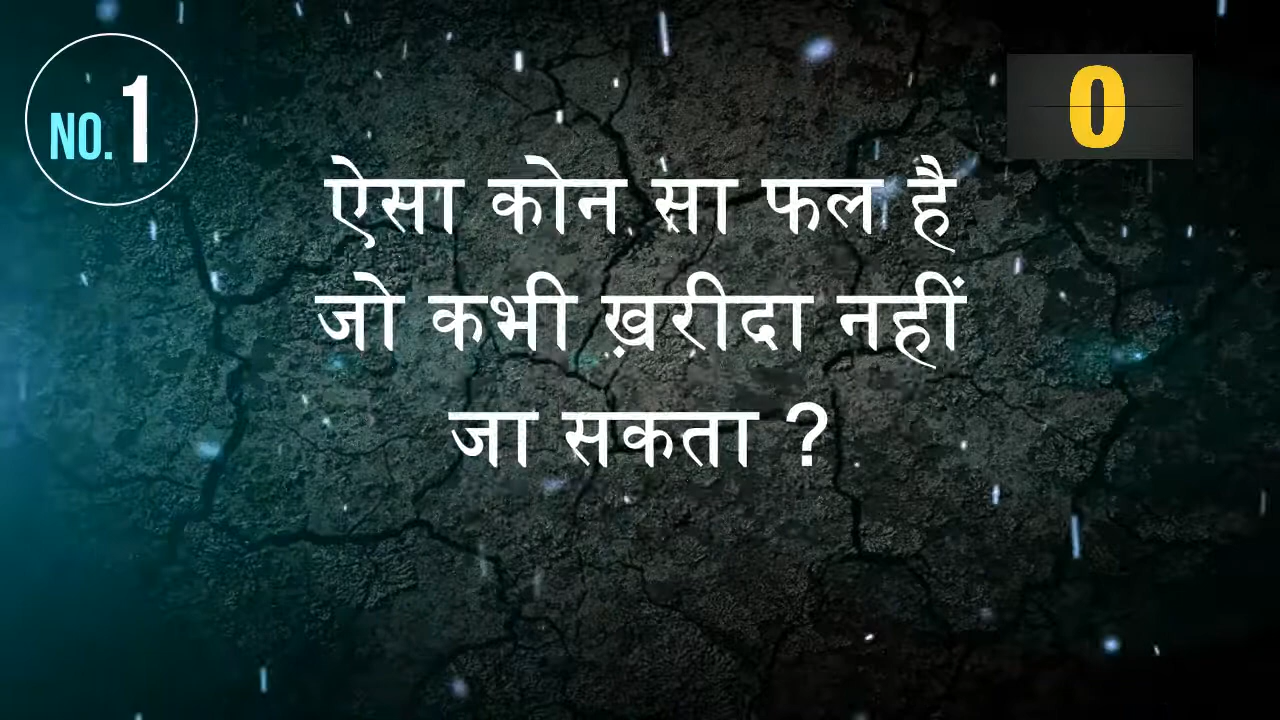 NO. 1
0
ऐसा कोन सा फल है
जो कभी ख़रीदा नहीं
जा सकता ?